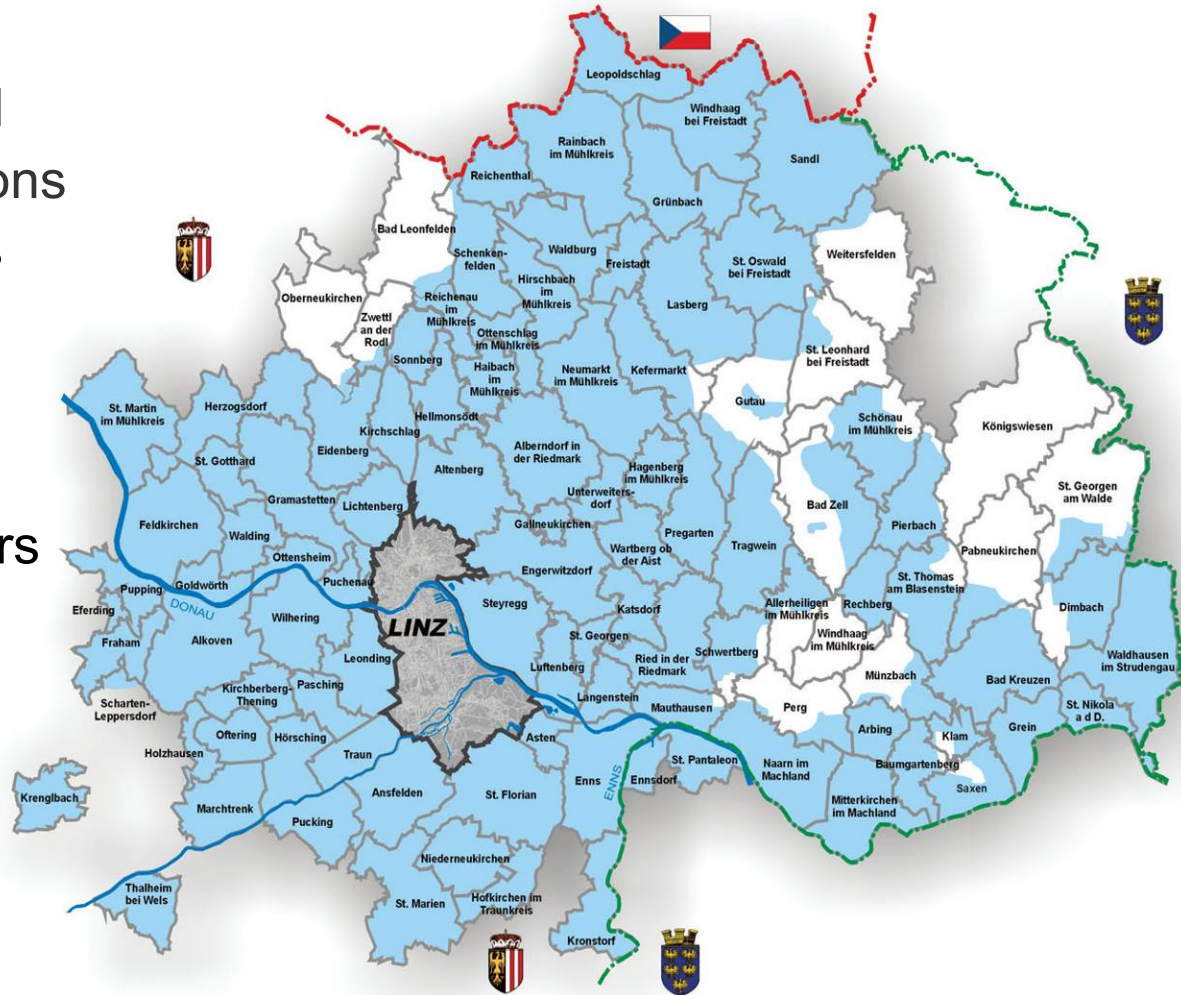 ons
rs
Leopoldschlag
Windhaag
bei Freistadt
Rainbach
im Mühlkreis
Sandl
Reichenthal
Grünbach
Bad Leonfelden
Schenken-
felden
Waldburg
Freistadt
St. Oswald
bei Freistadt
Weitersfelden
Hirschbach
im
Mühlkreis
Oberneukirchen
Reichenau
im
Mühlkreis
Lasberg
Zwettl
an der
Rodl
Ottenschlag
im Mühlkreis
St. Leonhard
bei Freistadt
Sonnberg
Haibach
im
Mühlkreis
Neumarkt
im Mühlkreis
Kefermarkt
Gutau
St. Martin
im Mühlkreis
Herzogsdorf
Hellmonsödt
Schönau
im Mühlkreis
Königswiesen
Kirchschlag
Eidenberg
Alberndorf in
der Riedmark
St. Gotthard
Altenberg
Hagenberg
im Mühlkreis
St. Georgen
am Walde
Gramastetten
Lichtenberg
Unterweiters-
dorf
Bad Zell
Feldkirchen
Gallneukirchen
Pierbach
Walding
Pregarten
Tragwein
Pabneukirchen
Ottensheim
Wartberg ob
der Aist
Engerwitzdorf
Puchenau
Pupping
Goldwörth
St. Thomas
am Blasenstein
DONAU
Steyregg
Katsdorf
Allerheiligen
im Mühlkreis
Rechberg
Dimbach
Eferding
Wilhering
LINZ
St. Georgen
Windhaag
im Mühlkreis
Fraham
Alkoven
Leonding
Luftenberg
Ried in der
Riedmark
Schwertberg
Waldhausen
im Strudengau
Münzbach
Bad Kreuzen
Kirchberg-
Thening
Pasching
Scharten-
Leppersdorf
Langenstein
Mauthausen
Perg
St. Nikola
a d D.
Oftering
Hörsching
Asten
Arbing
Klam
Grein
Holzhausen
Traun
St. Pantaleon
Naarn im
Machland
Baumgartenberg
Krenglbach
Ansfelden
St. Florian
Enns
ENNS
Ennsdorf
Saxen
Marchtrenk
Pucking
Mitterkirchen
im Machland
Niederneukirchen
Thalheim
bei Wels
St. Marien
Hofkirchen im
Traunkreis
Kronstorf